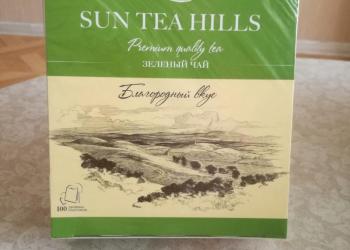 SUN TEA HILLS
Premium quality tea
ЗЕЛЕНЫЙ ЧАЙ
Благородный вкус
100